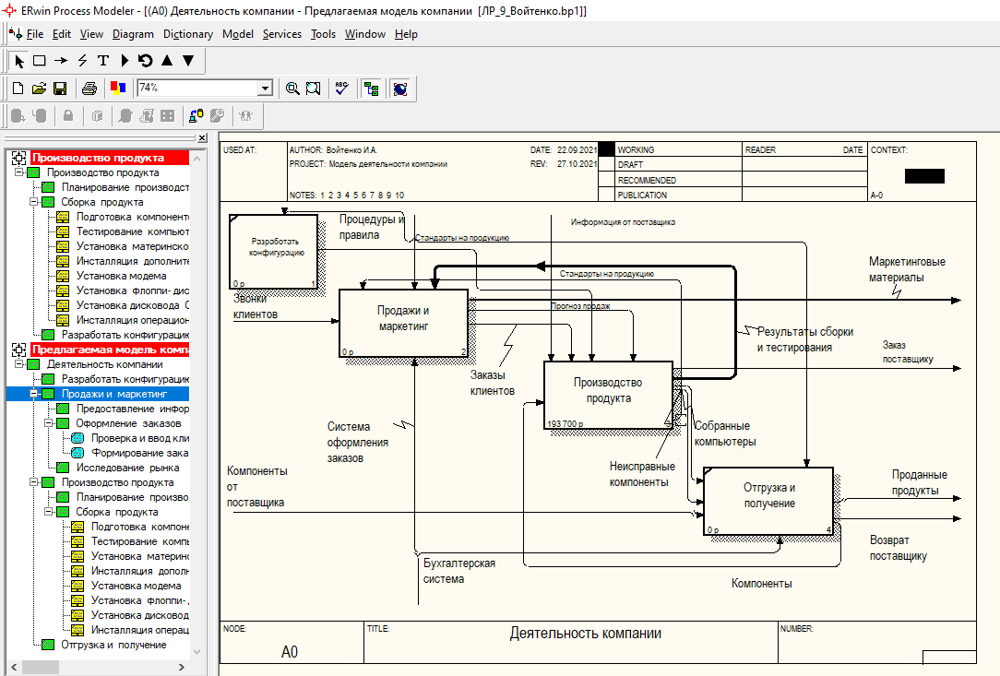 ERwin Process Modeler - [(A0) Деятельность компании - Предлагаемая модель компании [ЛР_9_Войтенко.bp1]]
File Edit View Diagram Dictionary Model Services Tools Window Help
T
74%
ABC
Производство продукта
Производство продукта
Планирование производст
Сборка продукта
Подготовка компонент
Тестирование компьют
Установка материнско
Инсталляция дополните
Установка модема
Установка флоппи-дис
Установка дисковода C
Инсталляция операцион
Разработать конфигурацию
Предлагаемая модель комп
Деятельность компании
Разработать конфигурацию
Продажи и маркетинг
Предоставление инфор
Оформление заказов
Проверка и ввод кли
Формирование зака
Исследование рынка
Производство продукта
Планирование произво
Сборка продукта
Подготовка компоне
Тестирование компь
Установка материнс
Инсталляция допол
Установка модема
Установка флоппи-
Установка дисковод
Инсталляция операц
Отгрузка и получение
USED AT:
AUTHOR: Войтенко И.А.
DATE: 22.09.2021
PROJECT: Модель деятельности компании
REV: 27.10.2021
NOTES: 1 2 3 4 5 6 7 8 9 10
WORKING
DRAFT
RECOMMENDED
PUBLICATION
READER
DATE
CONTEXT:
A-0
Разработать
конфигурацию
0 р
1
Процедуры и
правила
Стандарты на продукцию
Информация от поставщика
Маркетинговые
материалы
Стандарты на продукцию
Звонки
клиентов
Продажи и
маркетинг
0 р
2
Прогноз продаж
Результаты сборки
и тестирования
Заказ
поставщику
Заказы
клиентов
Производство
продукта
193 700 р
3
Система
оформления
заказов
Собранные
компьютеры
Неисправные
компоненты
Компоненты
от
поставщика
Отгрузка и
получение
0 р
4
Проданные
продукты
Возврат
поставщику
Бухгалтерская
система
Компоненты
NODE:
A0
TITLE:
Деятельность компании
NUMBER: